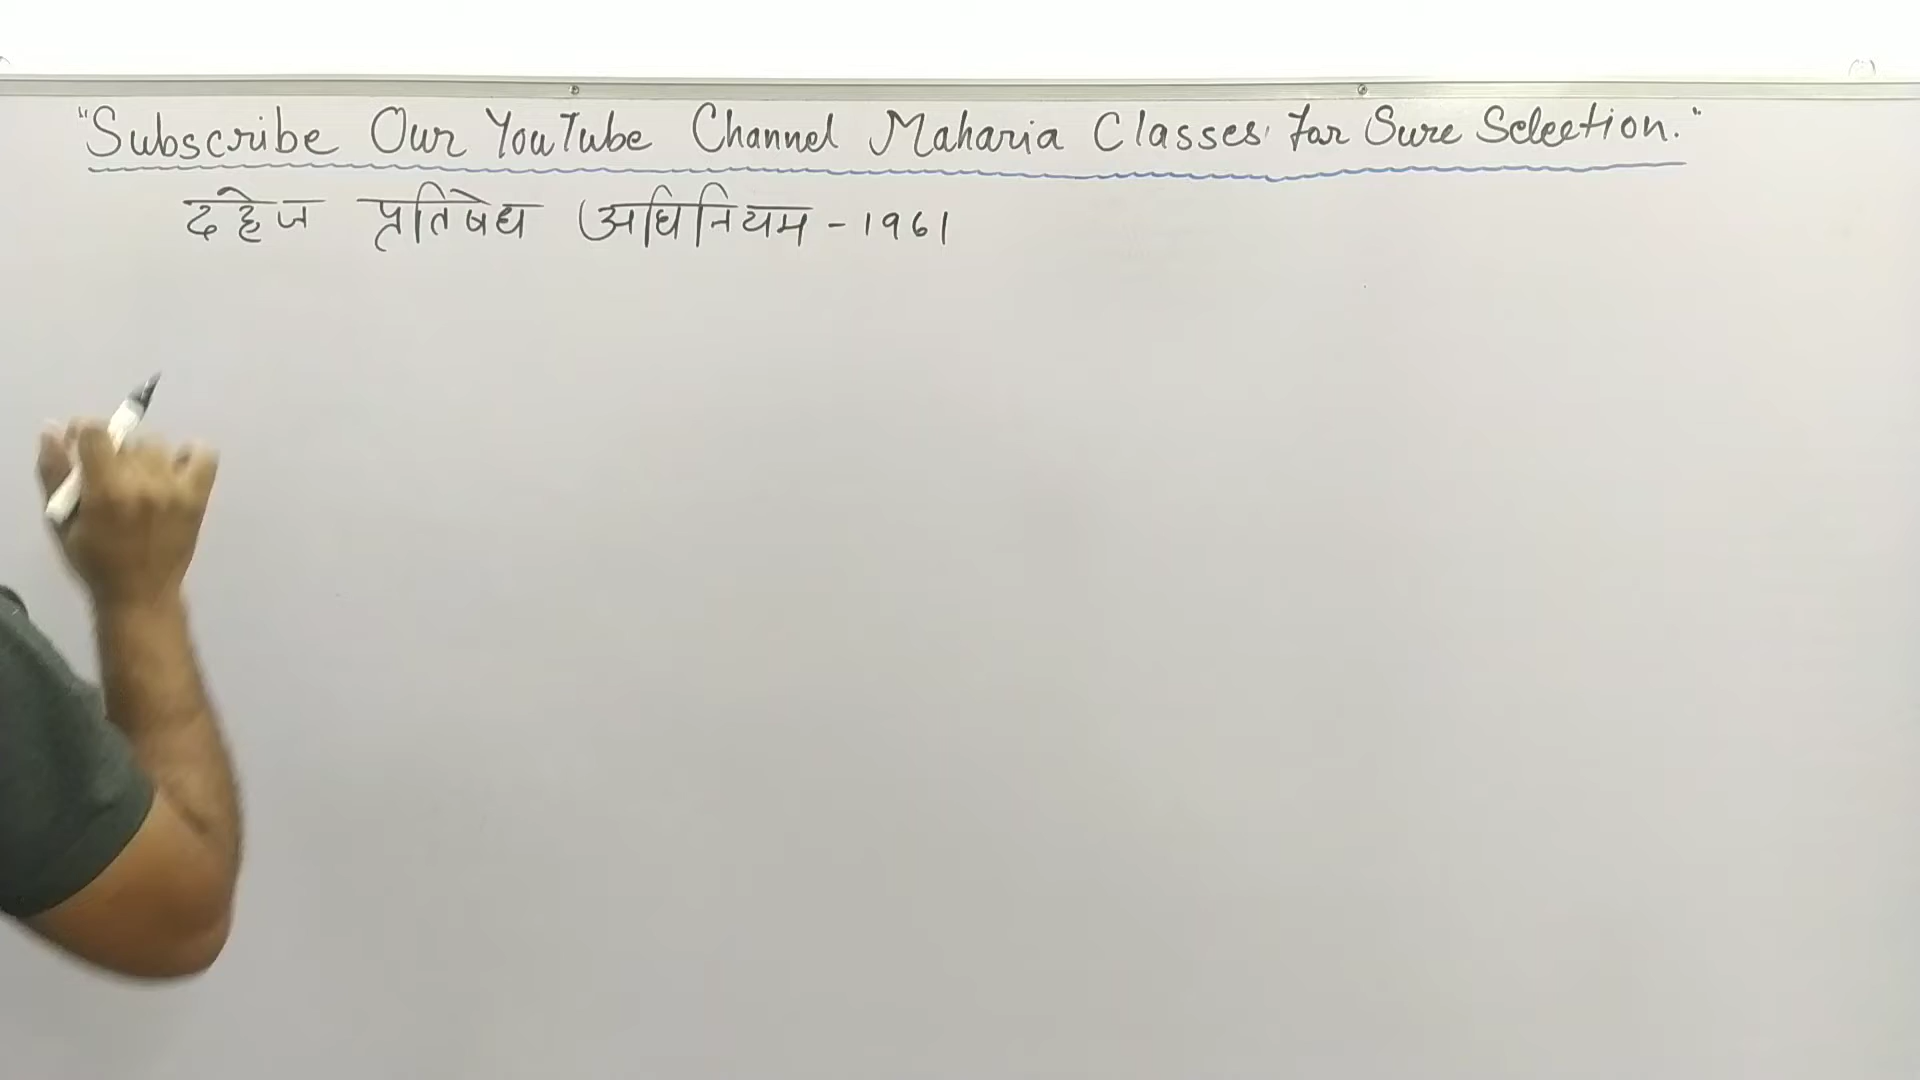 "Subscribe Our YouTube Channel Maharia Classes for Sure Selection."
दहेज प्रतिषेध अधिनियम - 1961